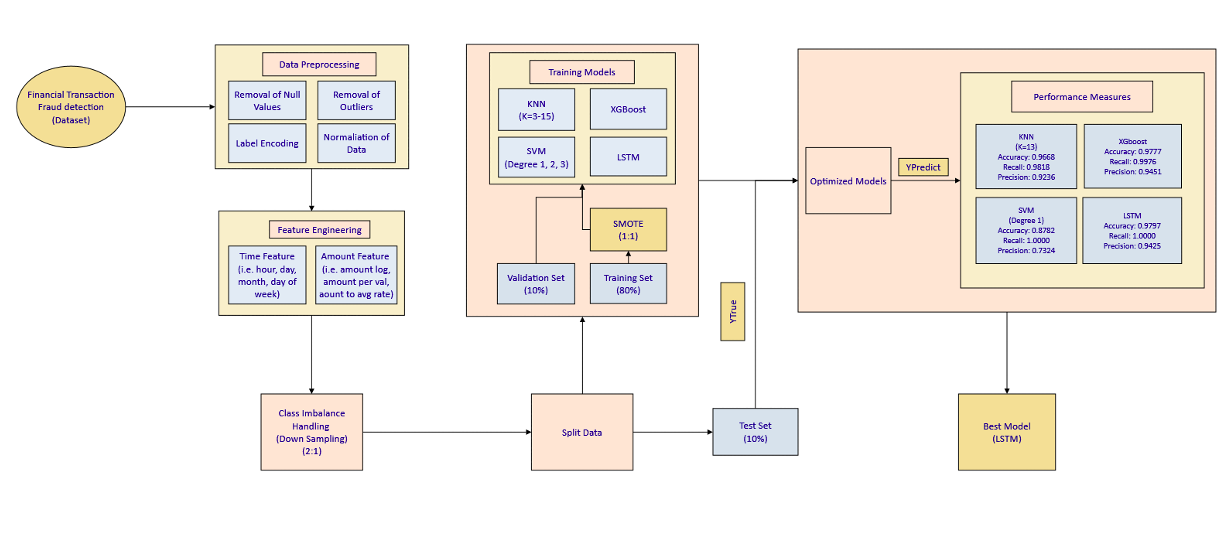 Financial Transaction
Fraud detection
(Dataset)
Data Preprocessing
Removal of Null
Values
Removal of
Outliers
Label Encoding
Normaliation of
Data
Feature Engineering
Time Feature
(i.e. hour, day,
month, day of
week)
Amount Feature
(i.e. amount log,
amount per val,
aount to avg rate)
Class Imbalance
Handling
(Down Sampling)
(2:1)
Split Data
Training Models
KNN
(K=3-15)
XGBoost
SVM
(Degree 1, 2, 3)
LSTM
SMOTE
(1:1)
Validation Set
(10%)
Training Set
(80%)
Test Set
(10%)
YTrue
Optimized Models
YPredict
Performance Measures
KNN
(K=13)
Accuracy: 0.9668
Recall: 0.9818
Precision: 0.9236
XGboost
Accuracy: 0.9777
Recall: 0.9976
Precision: 0.9451
SVM
(Degree 1)
Accuracy: 0.8782
Recall: 1.0000
Precision: 0.7324
LSTM
Accuracy: 0.9797
Recall: 1.0000
Precision: 0.9425
Best Model
(LSTM)